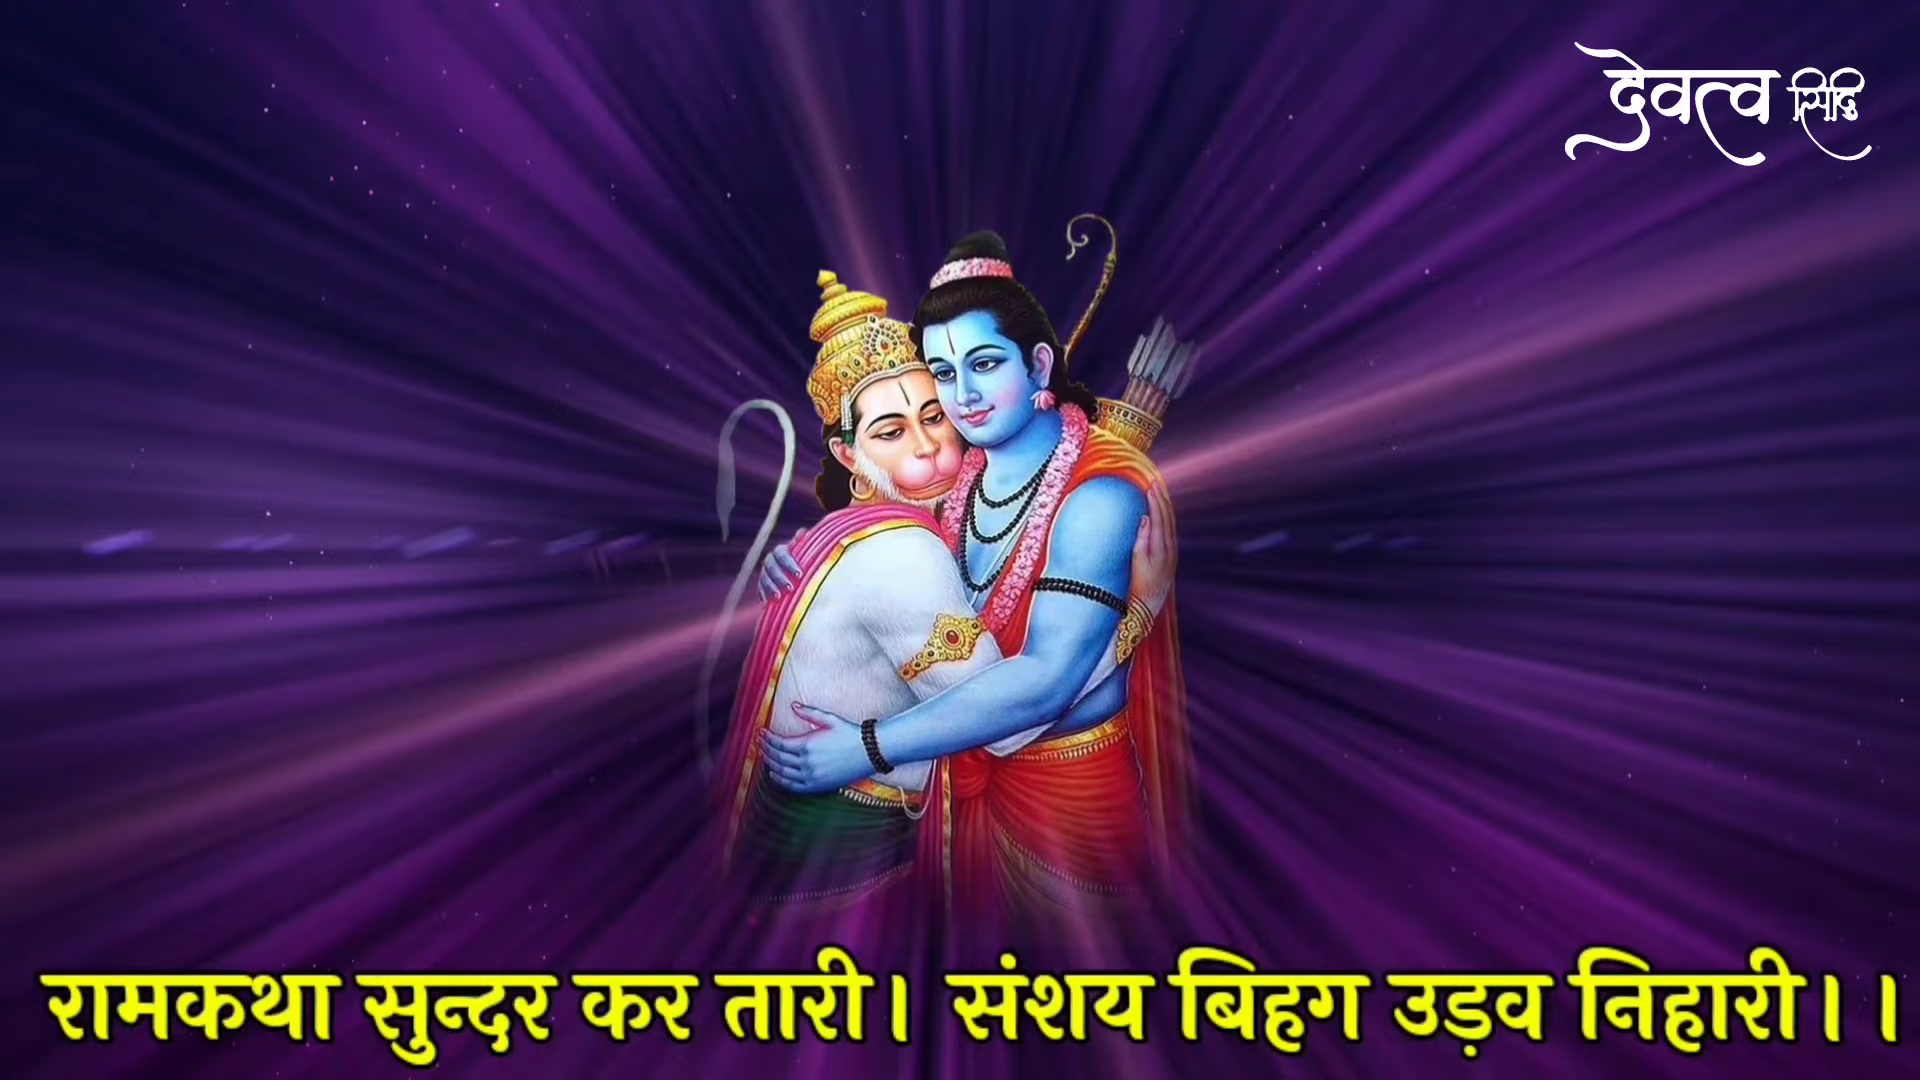 देवत्व सिद्धि
रामकथा सुन्दर कर तारी। संशय बिहग उड़व निहारी।।